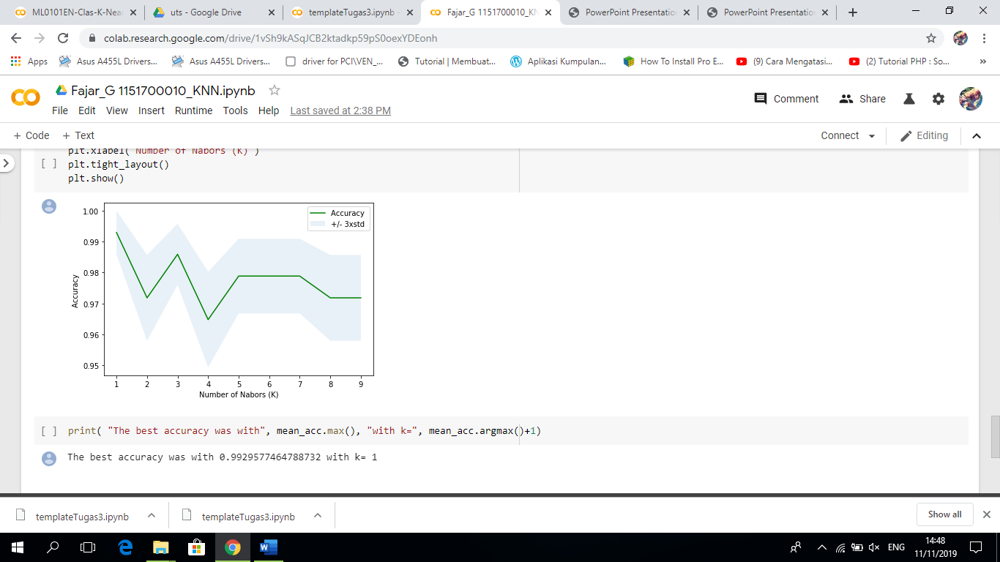 ML0101EN-Clas-K-Nea
uts - Google Drive
templateTugas3.ipynb -
Fajar_G 1151700010_KN
PowerPoint Presentation
PowerPoint Presentation
colab.research.google.com/drive/1vSh9kASqJCB2ktadkp59pS0oexYDEonh
Apps
Asus A455L Drivers...
Asus A455L Drivers...
driver for PCI\VEN_...
Tutorial | Membuat...
Aplikasi Kumpulan...
How To Install Pro E...
(9) Cara Mengatasi...
(2) Tutorial PHP : So...
»
Fajar_G 1151700010_KNN.ipynb
Comment
Share
File Edit View Insert Runtime Tools Help Last saved at 2:38 PM
+ Code + Text
Connect
Editing
plt.xlabel('Number of Nabors (K)')
[ ] plt.tight_layout()
plt.show()
Accuracy
+/- 3xstd
1.00
0.99
0.98
0.97
0.96
0.95
Accuracy
1 2 3 4 5 6 7 8 9
Number of Nabors (K)
[ ] print( "The best accuracy was with", mean_acc.max(), "with k=", mean_acc.argmax()+1)
The best accuracy was with 0.9929577464788732 with k= 1
templateTugas3.ipynb
templateTugas3.ipynb
Show all
ENG
14:48
11/11/2019